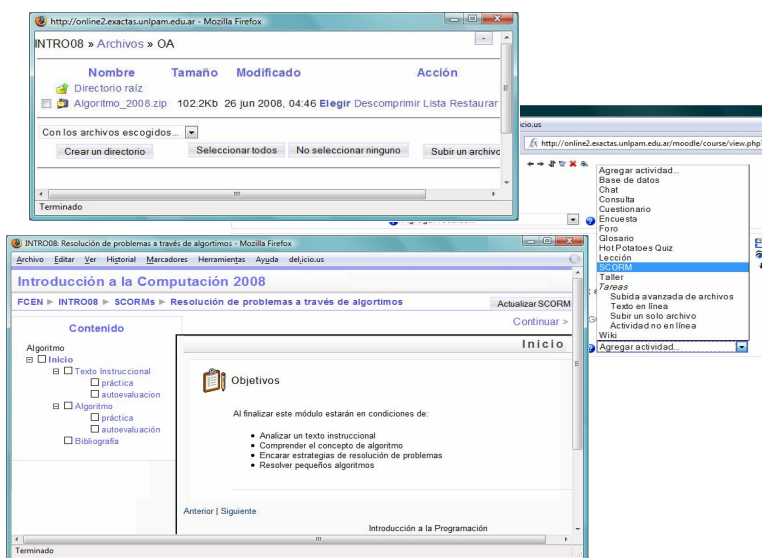 http://online2.exactas.unlpam.edu.ar - Mozilla Firefox
INTRO08 » Archivos » OA
Nombre Tamaño Modificado Acción
Directorio raíz
Algoritmo_2008.zip 102.2Kb 26 jun 2008, 04:46 Elegir Descomprimir Lista Restaurar
Con los archivos escogidos...
Crear un directorio Seleccionar todos No seleccionar ninguno Subir un archivo
Terminado
icio.us
http://online2.exactas.unlpam.edu.ar/moodle/course/view.php?
Agregar actividad...
Base de datos
Chat
Consulta
Cuestionario
Encuesta
Foro
Glosario
Hot Potatoes Quiz
Lección
SCORM
Taller
Tareas
Subida avanzada de archivos
Texto en línea
Subir un solo archivo
Actividad no en línea
Wiki
Agregar actividad...
INTRO08: Resolución de problemas a través de algortimos - Mozilla Firefox
Archivo Editar Ver Historial Marcadores Herramientas Ayuda del.icio.us
Introducción a la Computación 2008
FCEN ► INTRO08 ► SCORMs ► Resolución de problemas a través de algortimos Actualizar SCORM
Continuar >
Contenido
Algoritmo
Inicio
Texto Instruccional
práctica
autoevaluacion
Algoritmo
práctica
autoevaluación
Bibliografía
Inicio
Objetivos
Al finalizar este módulo estarán en condiciones de:
Analizar un texto instruccional
Comprender el concepto de algoritmo
Encarar estrategias de resolución de problemas
Resolver pequeños algoritmos
Anterior | Siguiente
Introducción a la Programación
Terminado